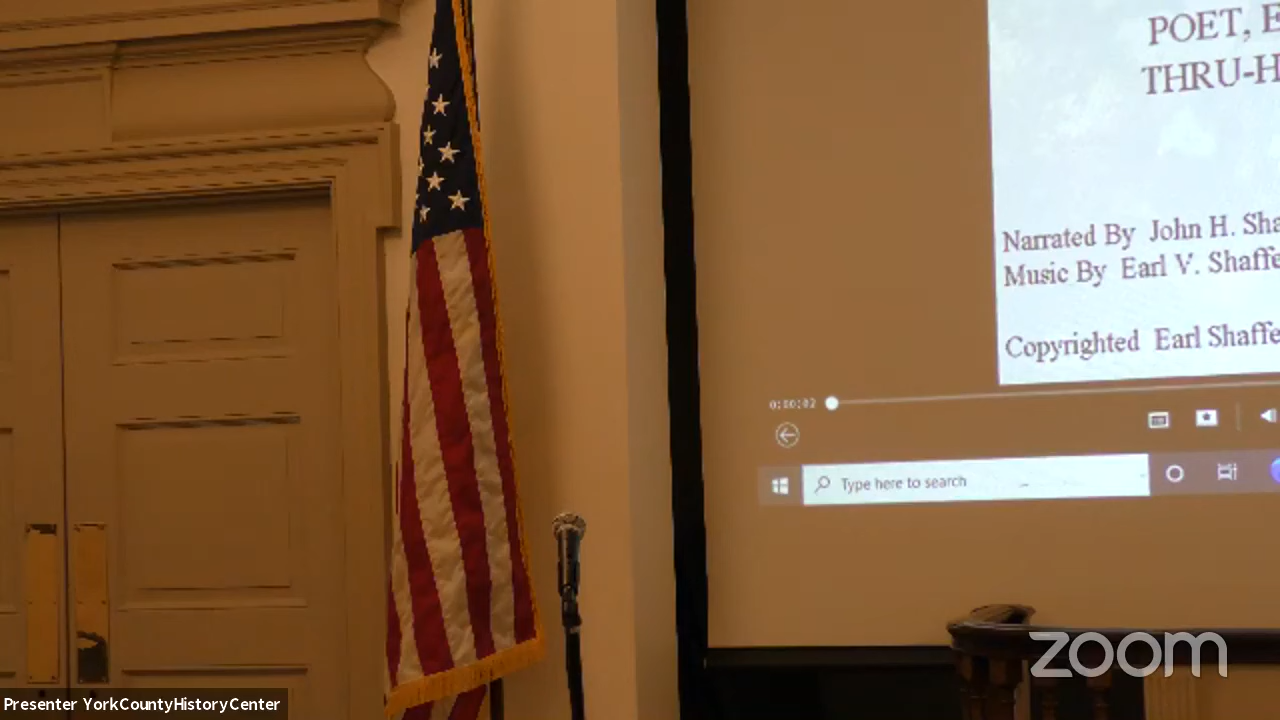 POET,
THRU-H
Narrated By John H. Sha
Music By Earl V. Shaffe
Copyrighted Earl Shaffe
0:00:02
Type here to search
zoom
Presenter YorkCountyHistoryCenter